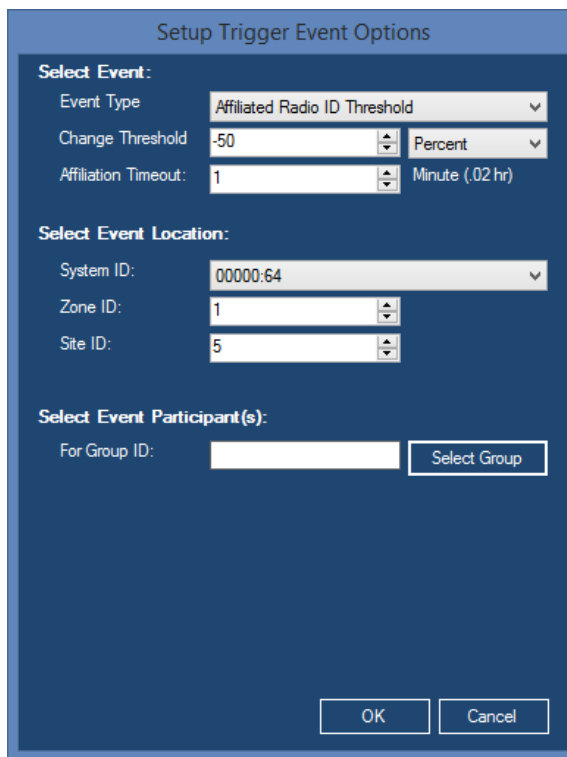 Setup Trigger Event Options
Select Event:
Event Type Affiliated Radio ID Threshold
Change Threshold -50 Percent
Affiliation Timeout: 1 Minute (.02 hr)
Select Event Location:
System ID: 00000:64
Zone ID: 1
Site ID: 5
Select Event Participant(s):
For Group ID: Select Group
OK Cancel